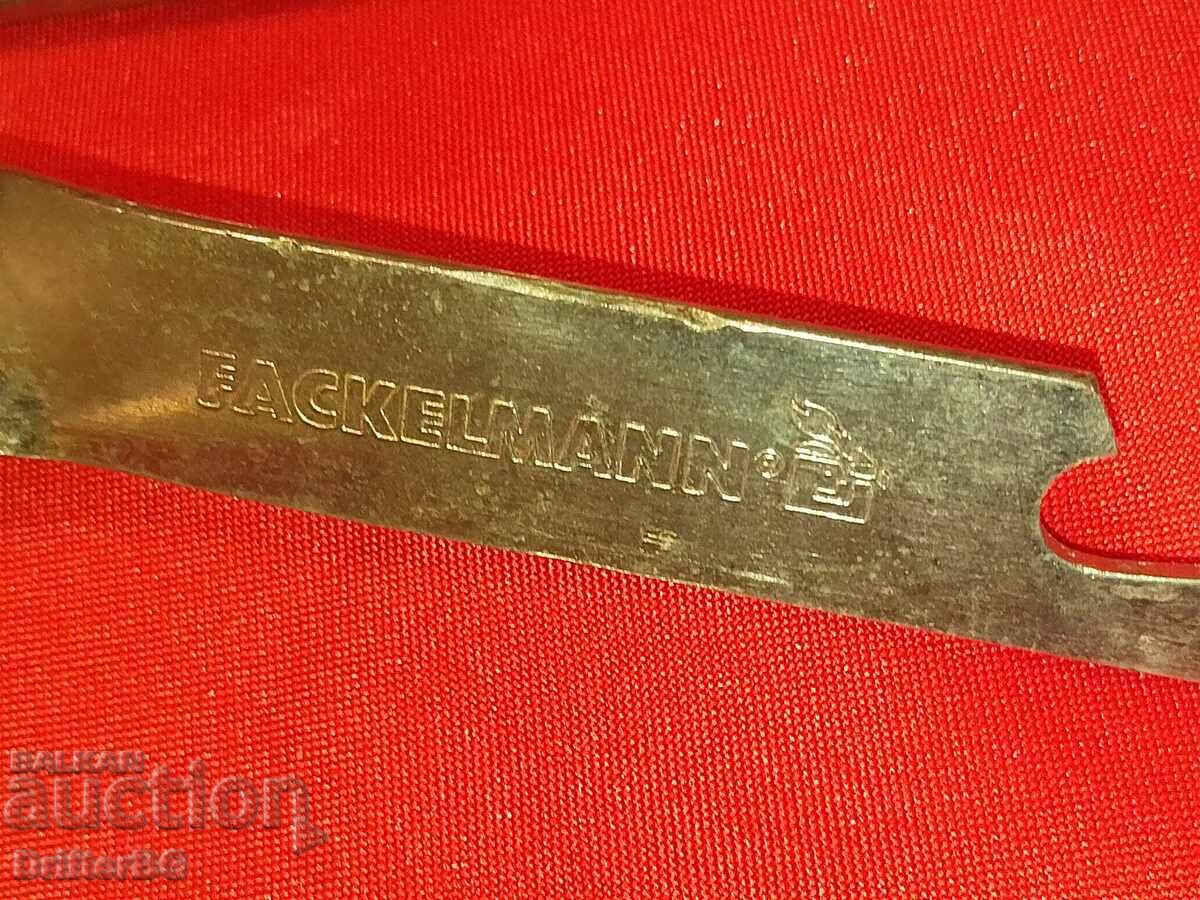 FACKELMANN®
BALKAN
auction
DrifterBG